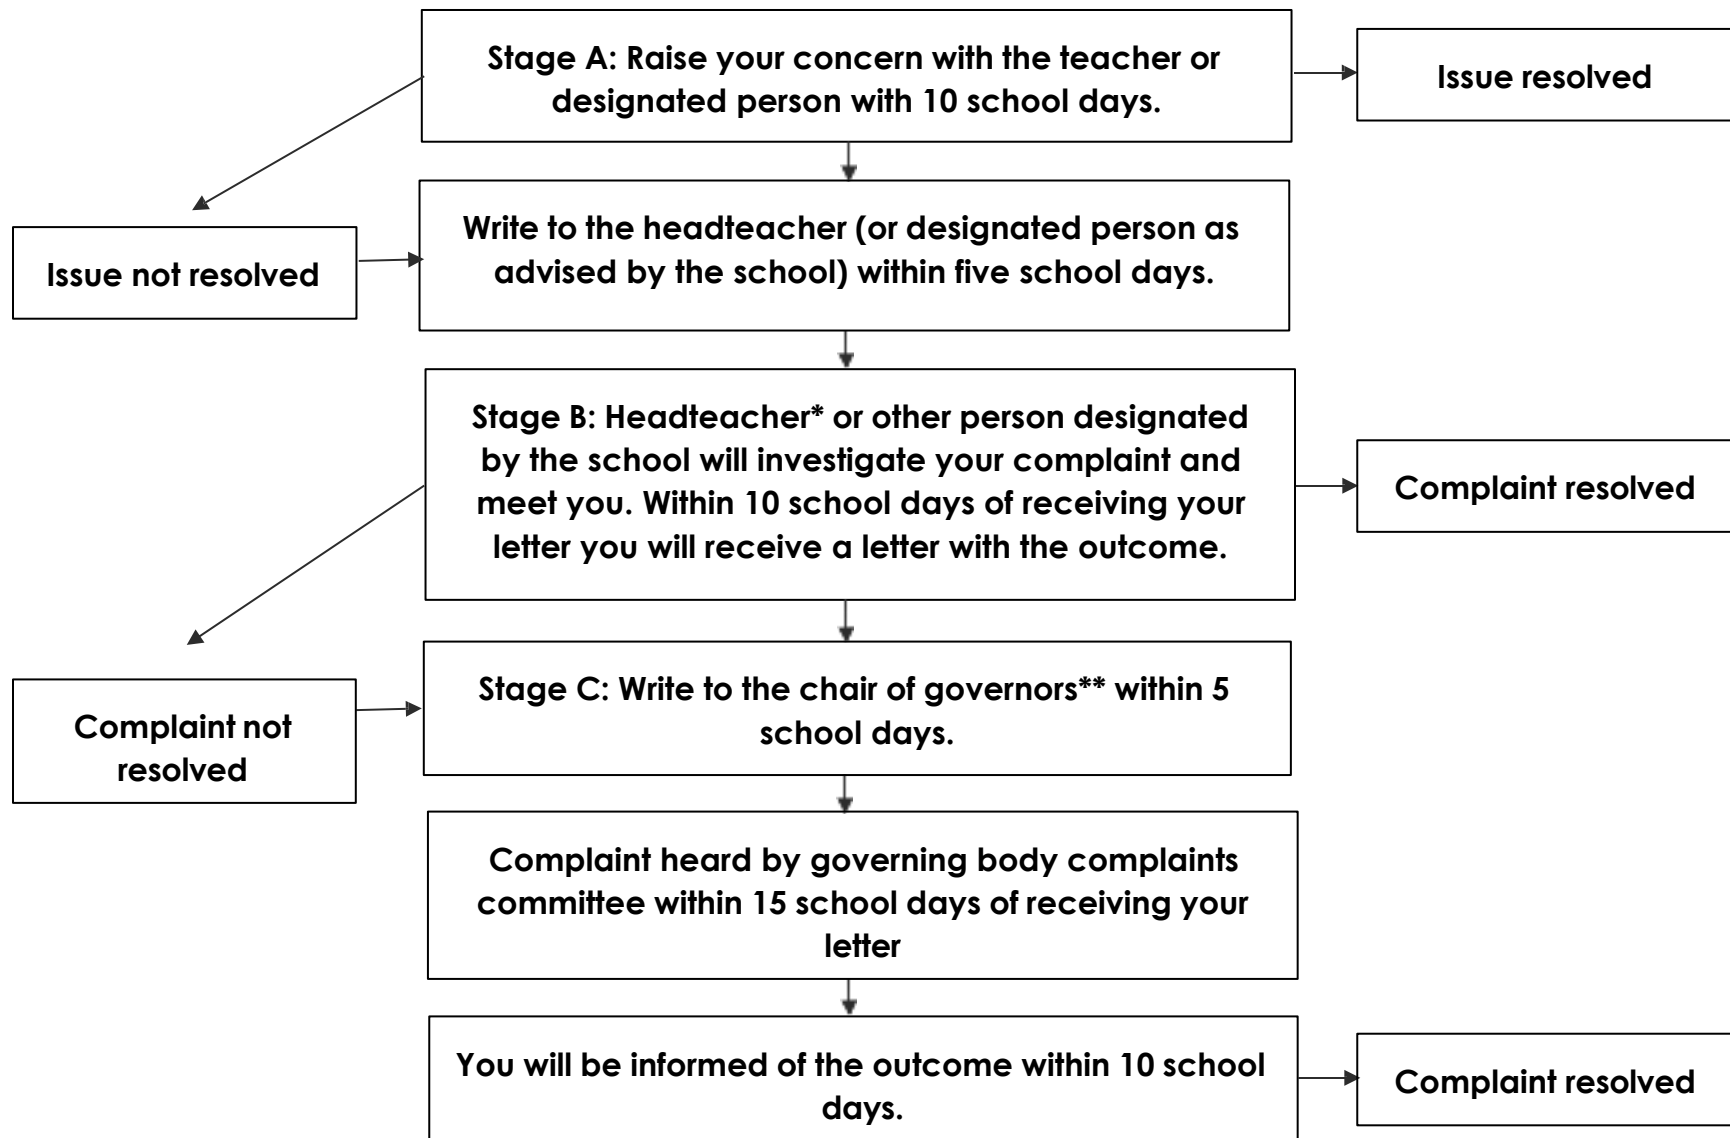 Stage A: Raise your concern with the teacher or
designated person with 10 school days.
Issue resolved
Write to the headteacher (or designated person as
advised by the school) within five school days.
Issue not resolved
Stage B: Headteacher* or other person designated
by the school will investigate your complaint and
meet you. Within 10 school days of receiving your
letter you will receive a letter with the outcome.
Complaint resolved
Stage C: Write to the chair of governors** within 5
school days.
Complaint not
resolved
Complaint heard by governing body complaints
committee within 15 school days of receiving your
letter
You will be informed of the outcome within 10 school
days.
Complaint resolved